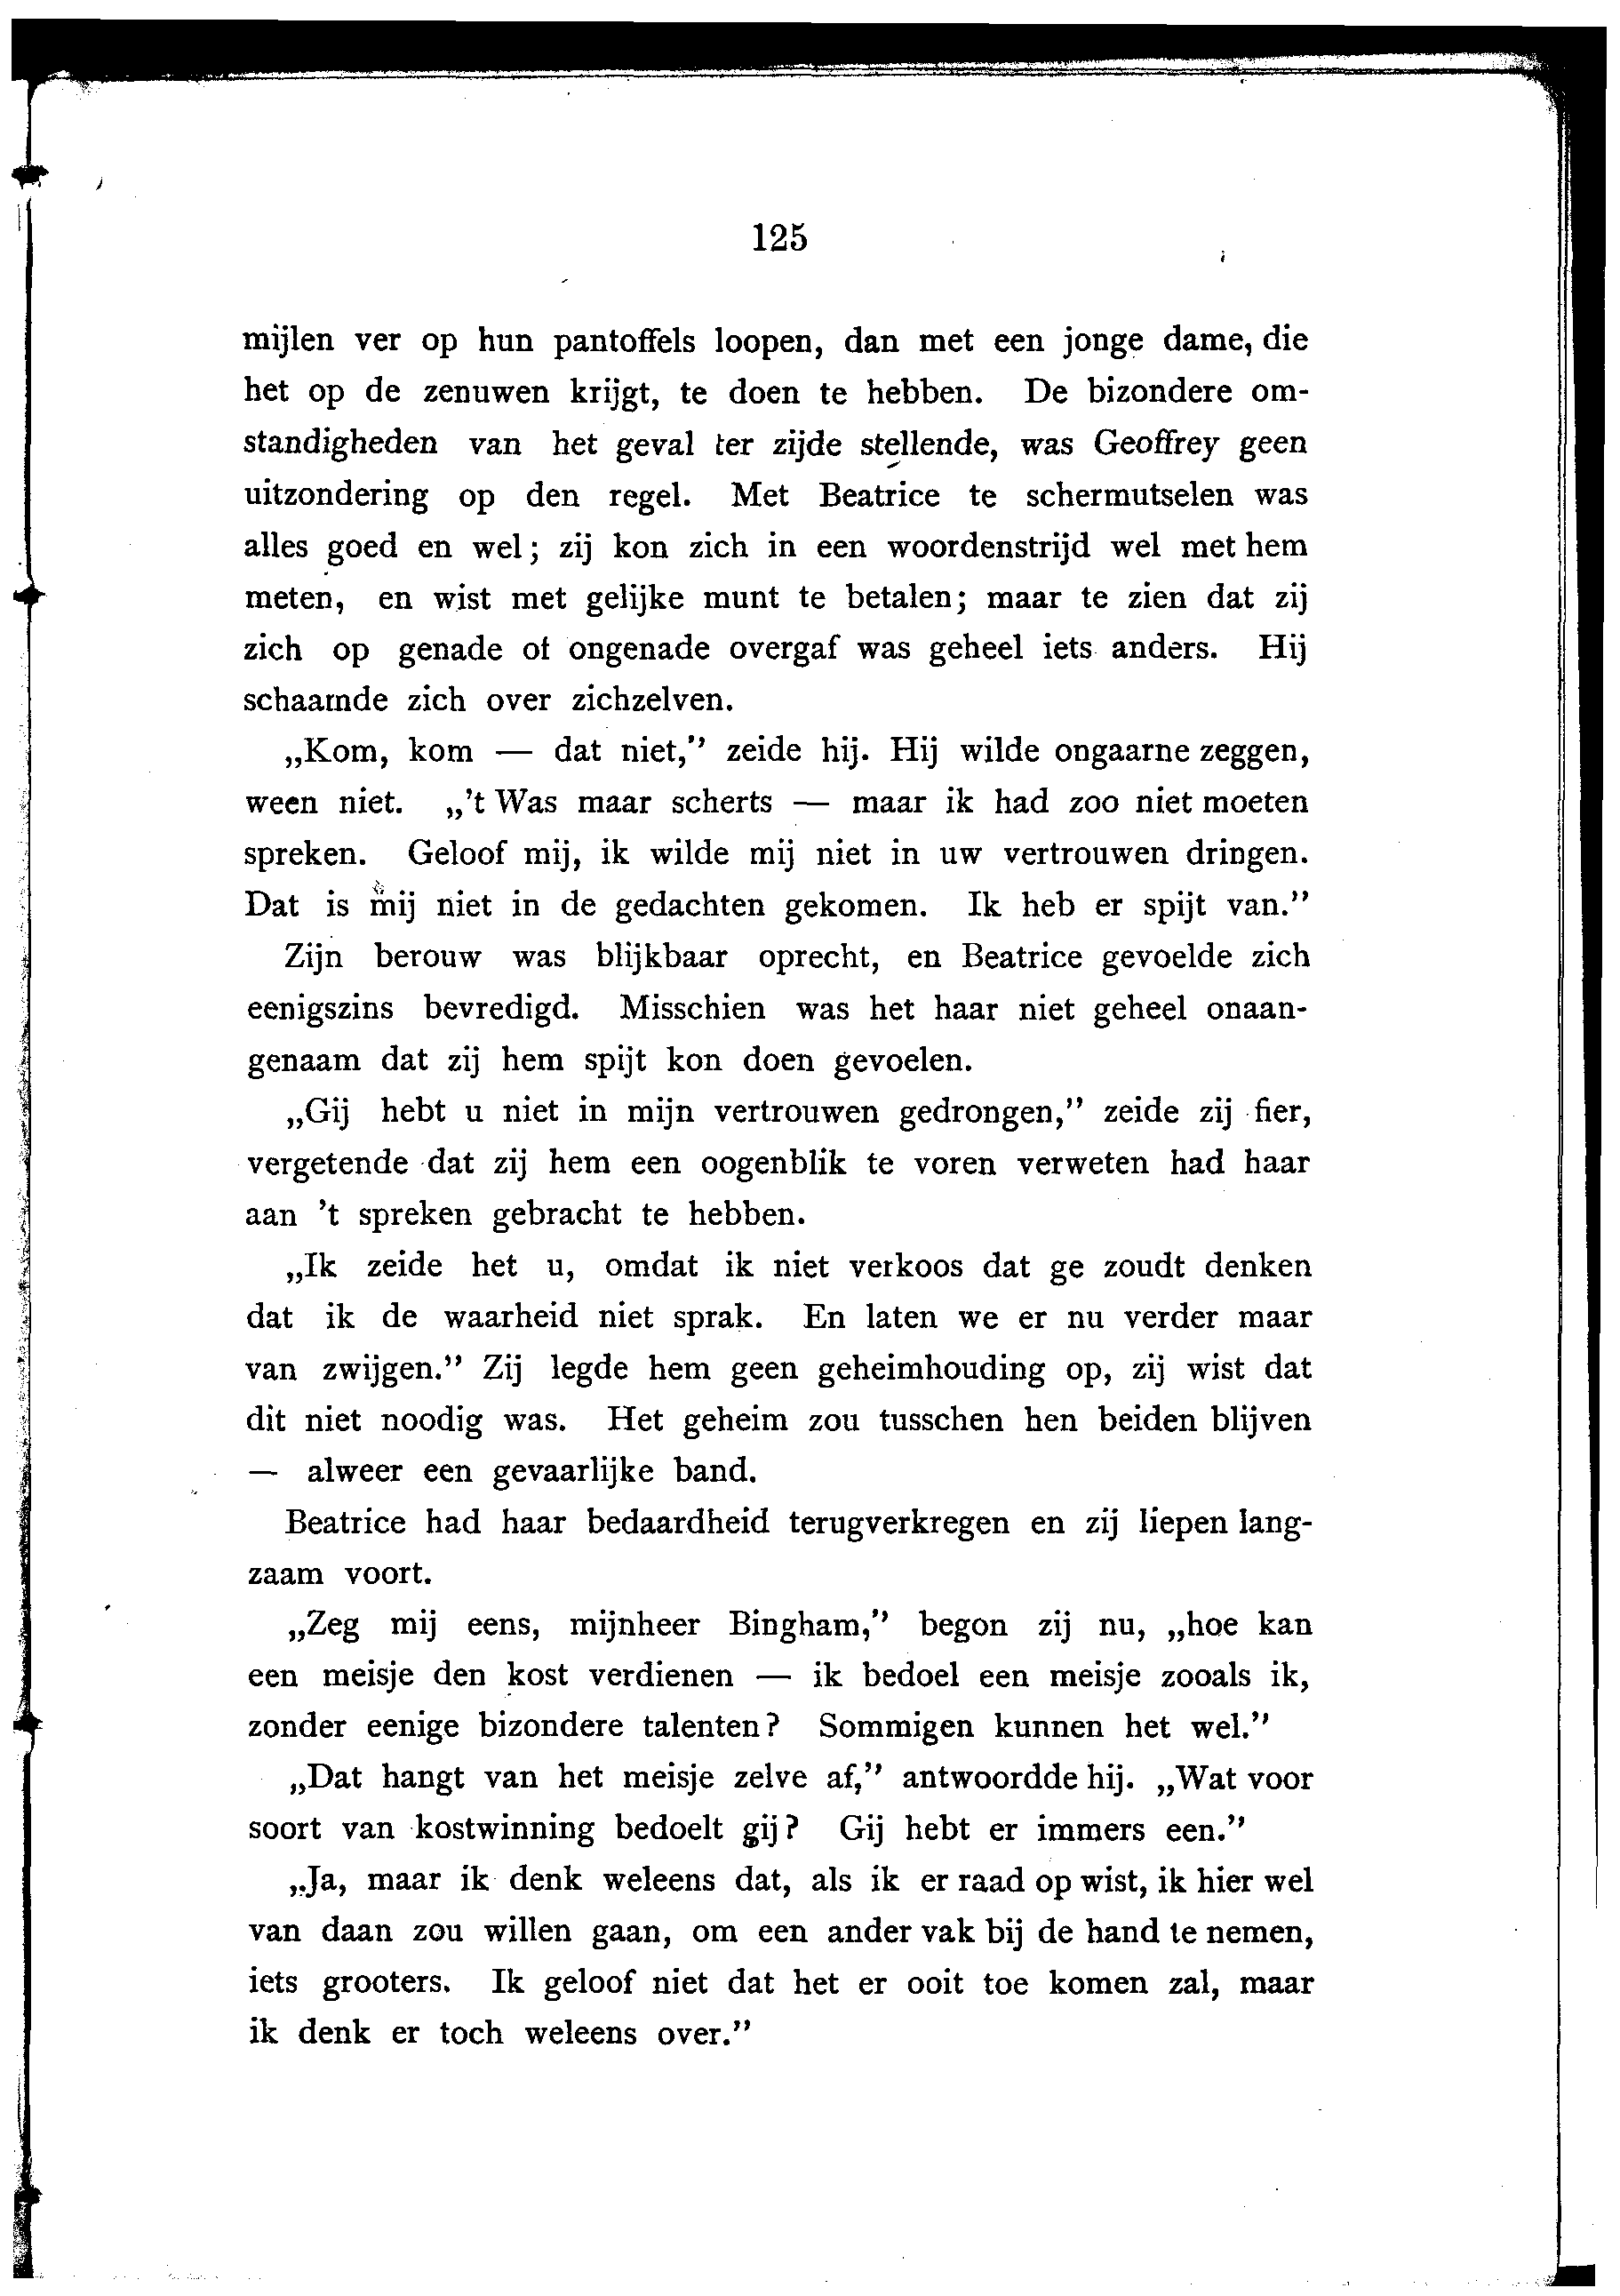 125
mijlen ver op hun pantoffels loopen, dan met een jonge dame, die
het op de zenuwen krijgt, te doen te hebben. De bizondere om-
standigheden van het geval ter zijde stellende, was Geoffrey geen
uitzondering op den regel. Met Beatrice te schermutselen was
alles goed en wel; zij kon zich in een woordenstrijd wel met hem
meten, en wist met gelijke munt te betalen; maar te zien dat zij
zich op genade of ongenade overgaf was geheel iets anders. Hij
schaamde zich over zichzelven.
„Kom, kom — dat niet,” zeide hij. Hij wilde ongaarne zeggen,
ween niet. „'t Was maar scherts — maar ik had zoo niet moeten
spreken. Geloof mij, ik wilde mij niet in uw vertrouwen dringen.
Dat is mij niet in de gedachten gekomen. Ik heb er spijt van.”
Zijn berouw was blijkbaar oprecht, en Beatrice gevoelde zich
eenigszins bevredigd. Misschien was het haar niet geheel onaan-
genaam dat zij hem spijt kon doen gevoelen.
„Gij hebt u niet in mijn vertrouwen gedrongen,” zeide zij fier,
vergetende dat zij hem een oogenblik te voren verweten had haar
aan 't spreken gebracht te hebben.
„Ik zeide het u, omdat ik niet verkoos dat ge zoudt denken
dat ik de waarheid niet sprak. En laten we er nu verder maar
van zwijgen.” Zij legde hem geen geheimhouding op, zij wist dat
dit niet noodig was. Het geheim zou tusschen hen beiden blijven
— alweer een gevaarlijke band.
Beatrice had haar bedaardheid terugverkregen en zij liepen lang-
zaam voort.
„Zeg mij eens, mijnheer Bingham,” begon zij nu, „hoe kan
een meisje den kost verdienen — ik bedoel een meisje zooals ik,
zonder eenige bizondere talenten? Sommigen kunnen het wel.”
„Dat hangt van het meisje zelve af,” antwoordde hij. „Wat voor
soort van kostwinning bedoelt gij? Gij hebt er immers een.”
„Ja, maar ik denk weleens dat, als ik er raad op wist, ik hier wel
van daan zou willen gaan, om een ander vak bij de hand te nemen,
iets grooters. Ik geloof niet dat het er ooit toe komen zal, maar
ik denk er toch weleens over.”